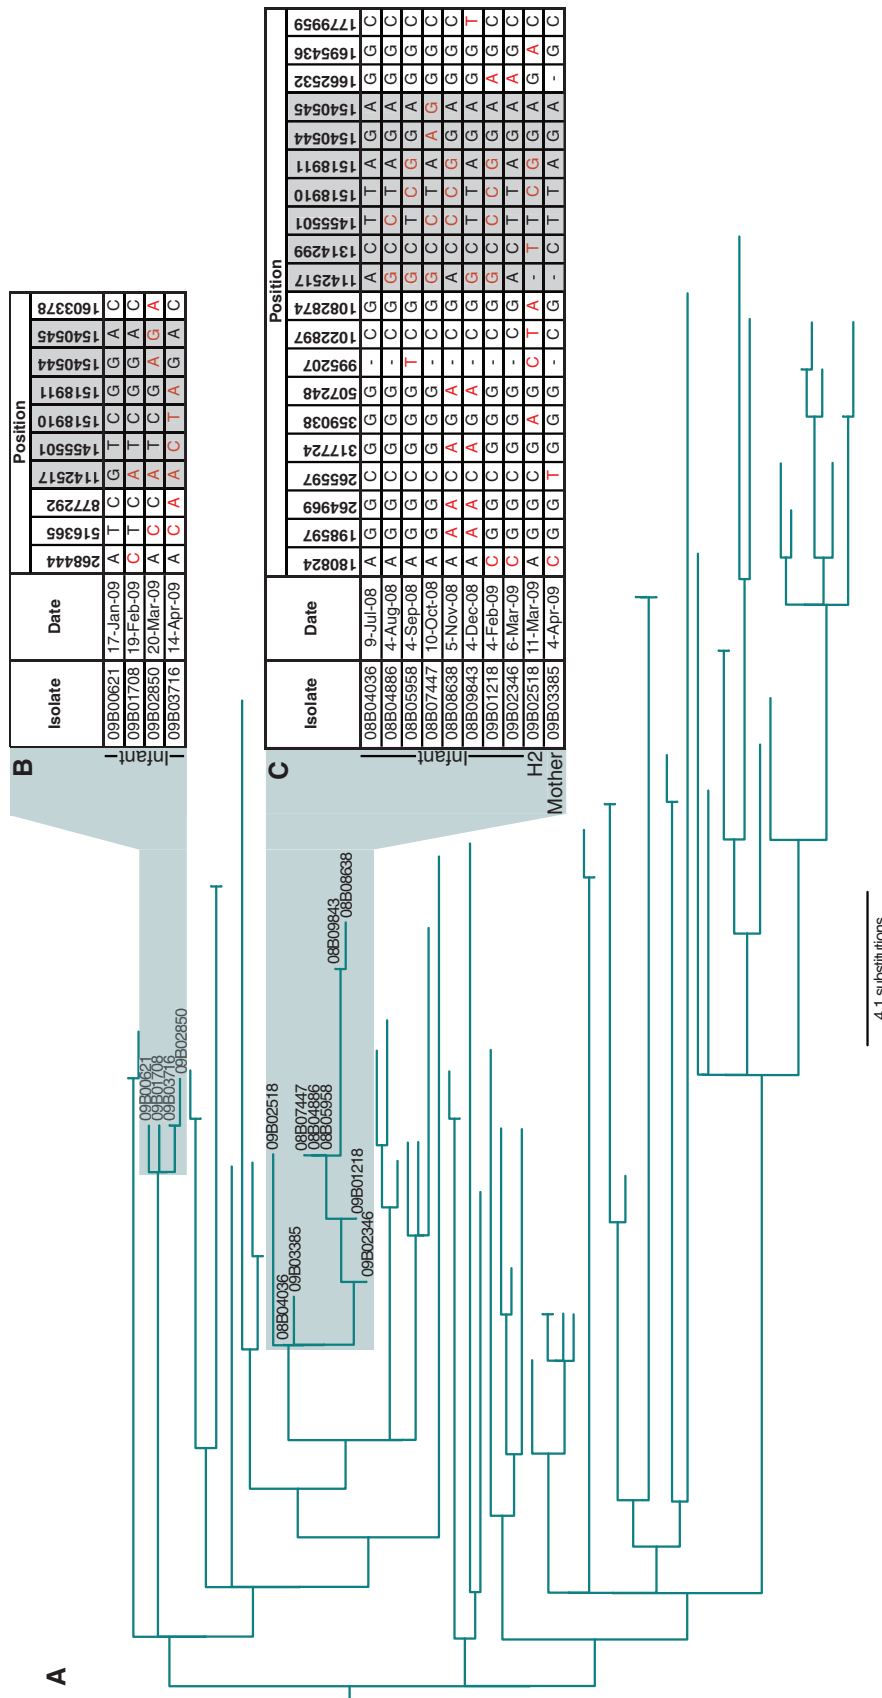 A
B
Position
Isolate Date 268444 516365 877292 1142517 1455501 1518910 1518911 1540544 1540545 1603378
09B00621 17-Jan-09 A T C G T C G G A C
09B01708 19-Feb-09 C T C A T C G G A C
09B02850 20-Mar-09 A C C A T C G A G A
09B03716 14-Apr-09 A C A A C T A G A C
Infant
C
Position
Isolate Date 180824 198597 264969 265597 317724 359038 507248 995207 1022897 1082874 1142517 1314299 1455501 1518910 1518911 1540544 1540545 1662532 1695436 1779959
08B04036 9-Jul-08 A G G C G G G - C G A C T T A G A G G C
08B04886 4-Aug-08 A G G C G G G - C G G C C T A G A G G C
08B05958 4-Sep-08 A G G C G G G T C G G C T C G G A G G C
08B07447 10-Oct-08 A G G C G G G - C G G C C T A A G G G C
08B08638 5-Nov-08 A A A C A G A - C G A C C C G G A G G C
08B09843 4-Dec-08 A A A C A G A - C G G C T T A G A G G T
09B01218 4-Feb-09 C G G C G G G - C G G C C C G G A A G C
09B02346 6-Mar-09 C G G C G G G - C G A C T T A G A A G C
09B02518 11-Mar-09 A G G C G A G C T A - T T C G G A G A C
09B03385 4-Apr-09 C G G T G G G - C G - C T T A G A - G C
Infant
H2
Mother
09B00621
09B01708
09B03716
09B02850
09B02518
08B04036
09B03385
08B07447
08B04886
08B05958
08B09843
08B08638
09B01218
09B02346
4.1 substitutions